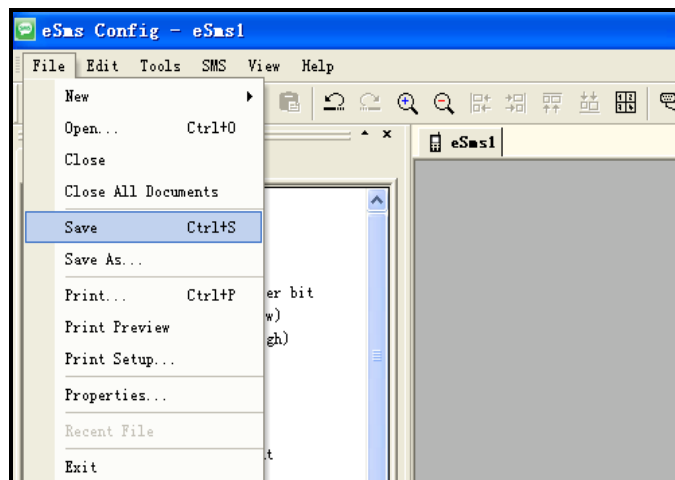 eSms Config - eSms1
File Edit Tools SMS View Help
New
Open... Ctrl+O
eSms1
Close
Close All Documents
Save Ctrl+S
Save As...
Print... Ctrl+P
er bit
Print Preview
w)
gh)
Print Setup...
Properties...
Recent File
t
Exit